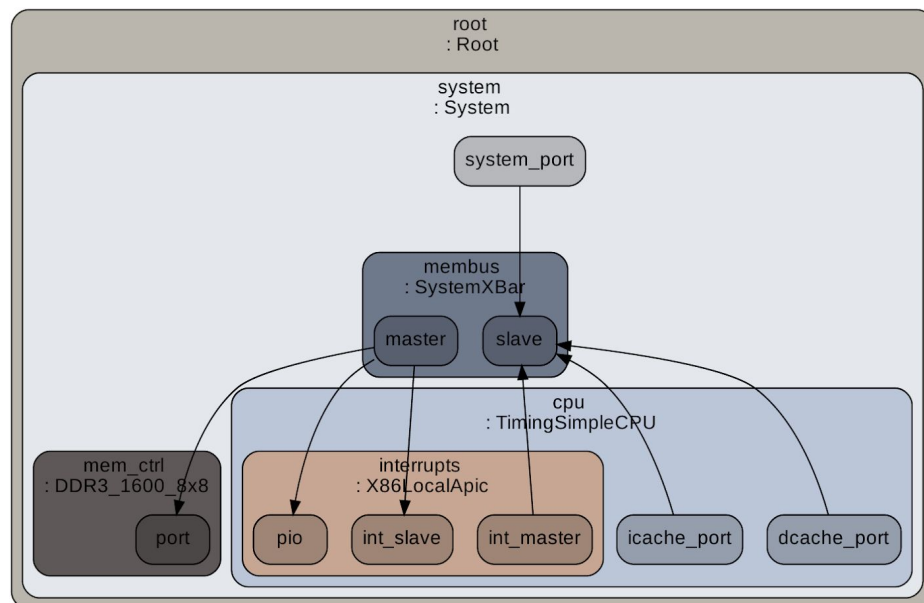 root
: Root
system
: System
system_port
membus
: SystemXBar
master
slave
cpu
: TimingSimpleCPU
mem_ctrl
: DDR3_1600_8x8
port
interrupts
: X86LocalApic
pio
int_slave
int_master
icache_port
dcache_port